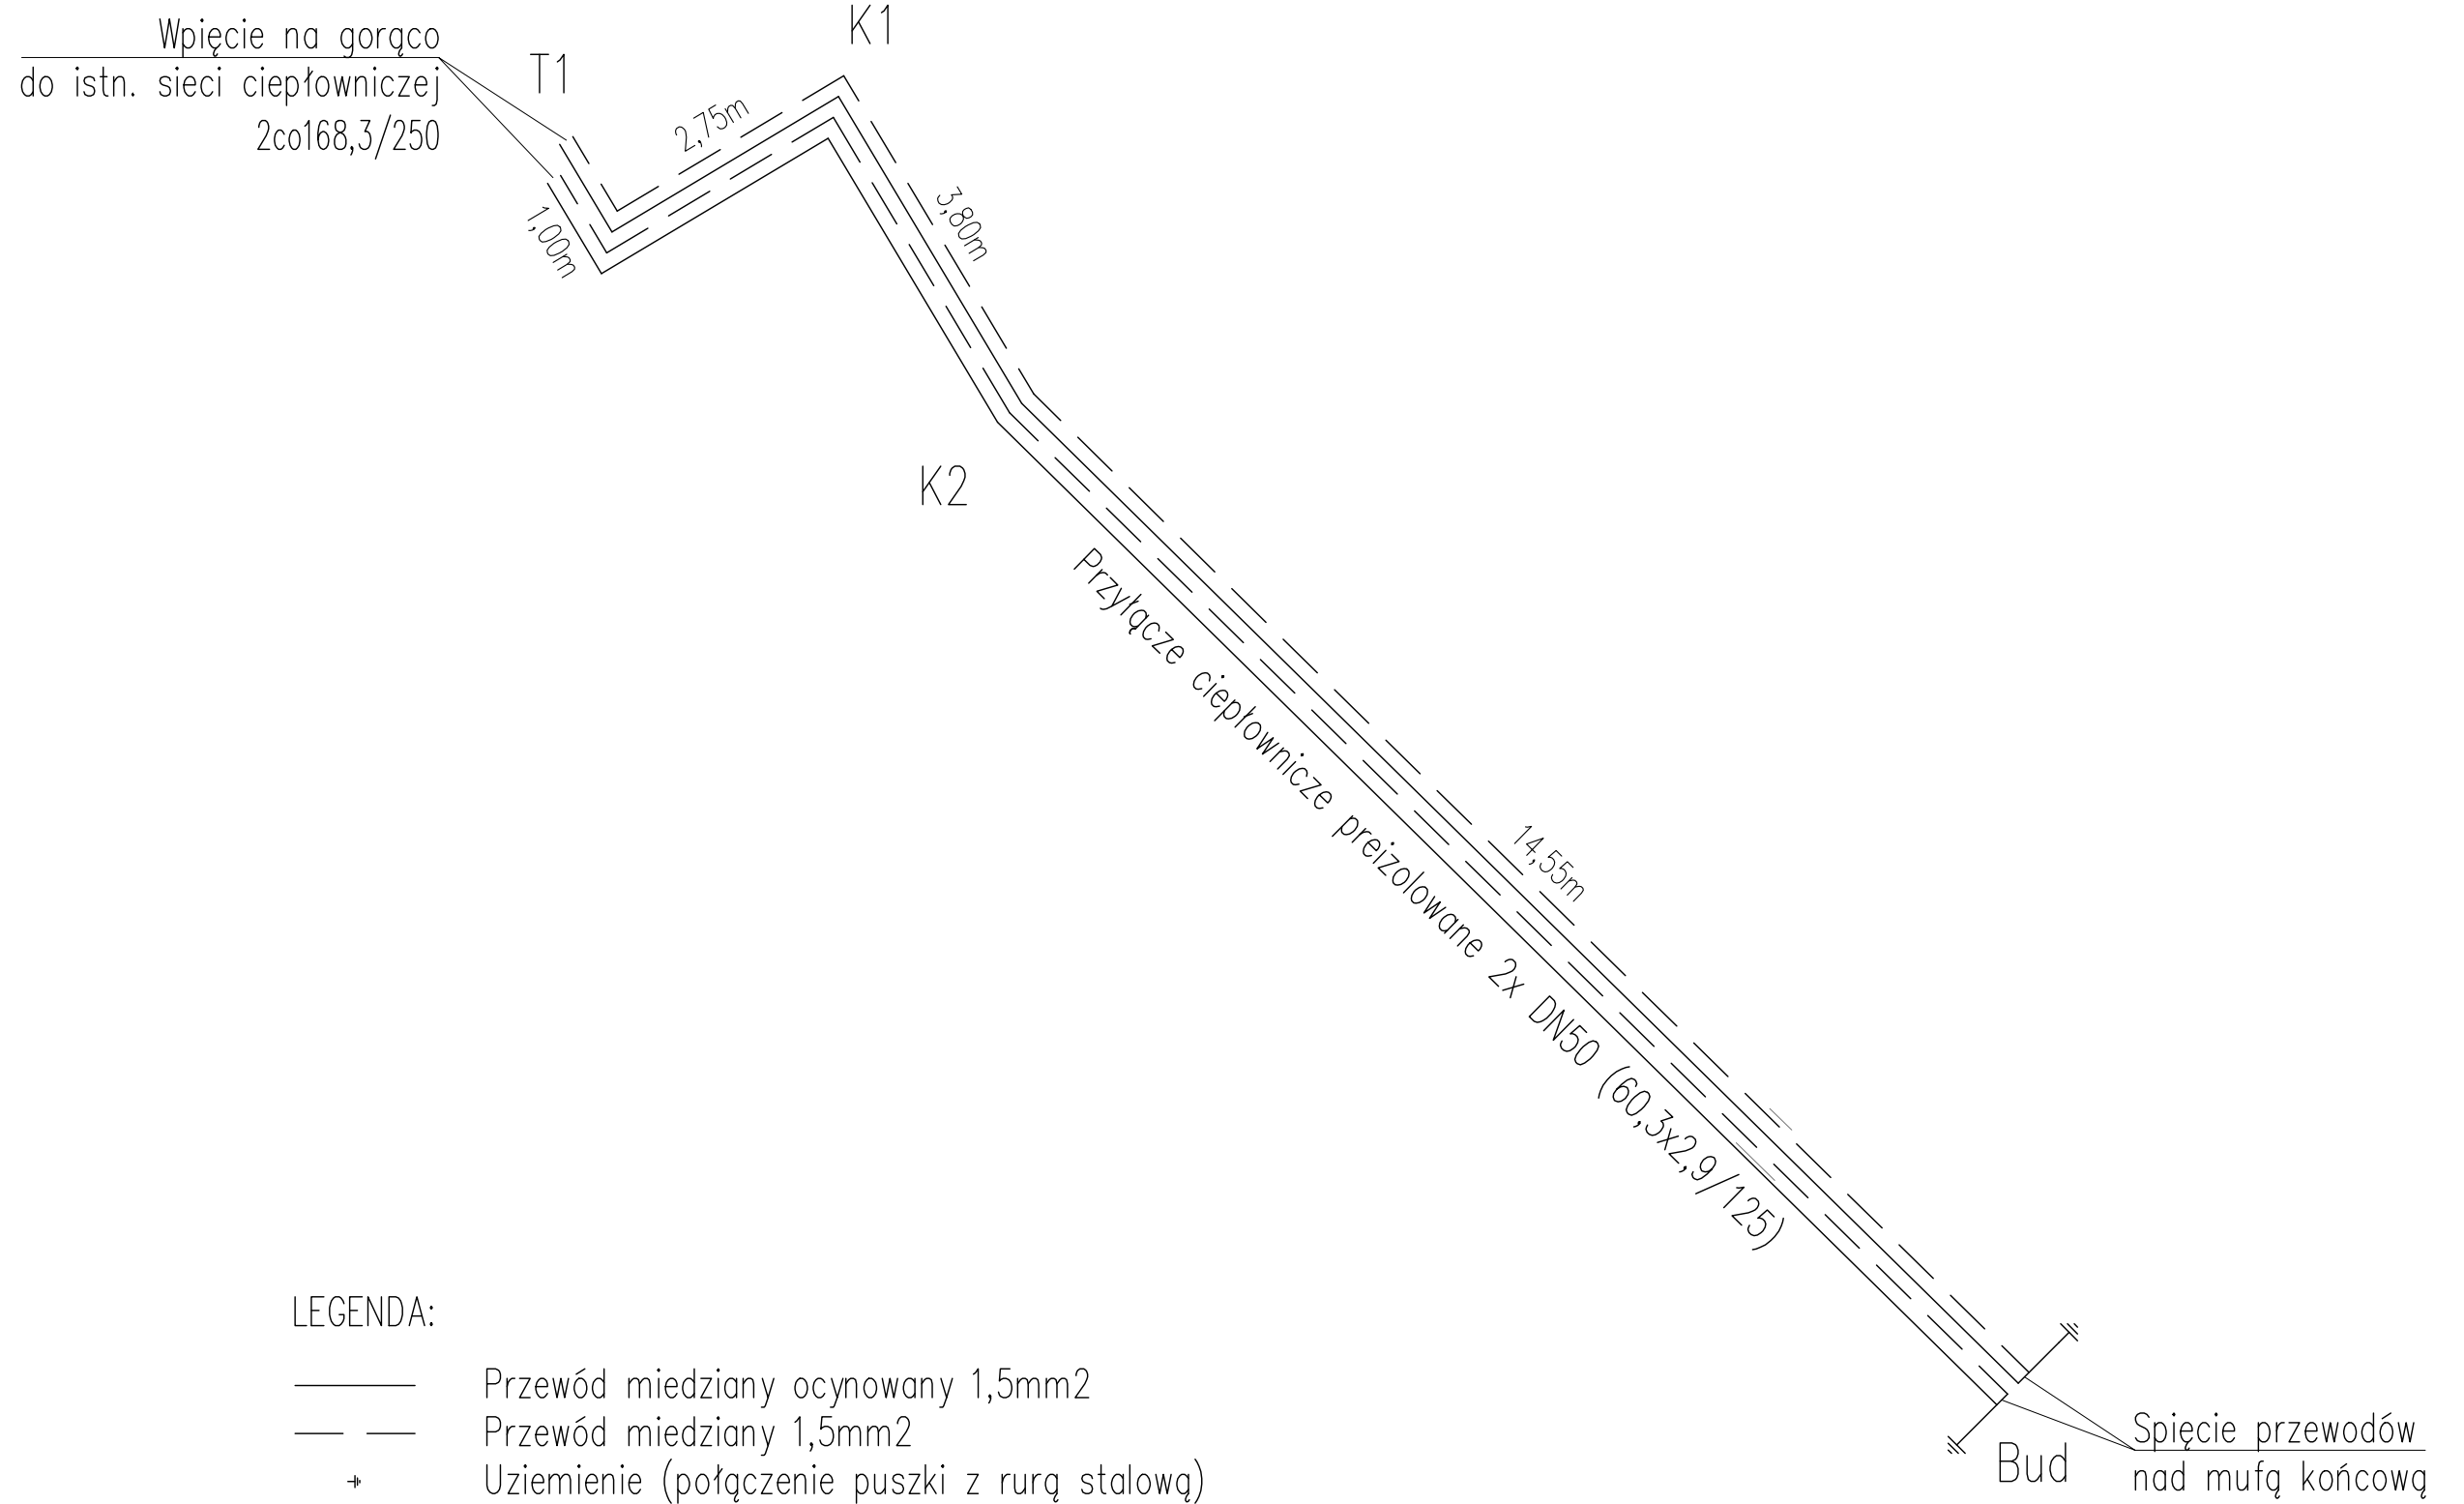 Wpięcie na gorąco
do istn. sieci ciepłowniczej
2co168,3/250
T1
K1
2,75m
1,00m
3,80m
K2
Przyłącze ciepłownicze preizolowane 2x DN50 (60,3x2,9/125)
14,55m
LEGENDA:
Przewód miedziany ocynowany 1,5mm2
Przewód miedziany 1,5mm2
Uziemienie (połączenie puszki z rurą stalową)
Bud
Spięcie przewodów
nad mufą końcową